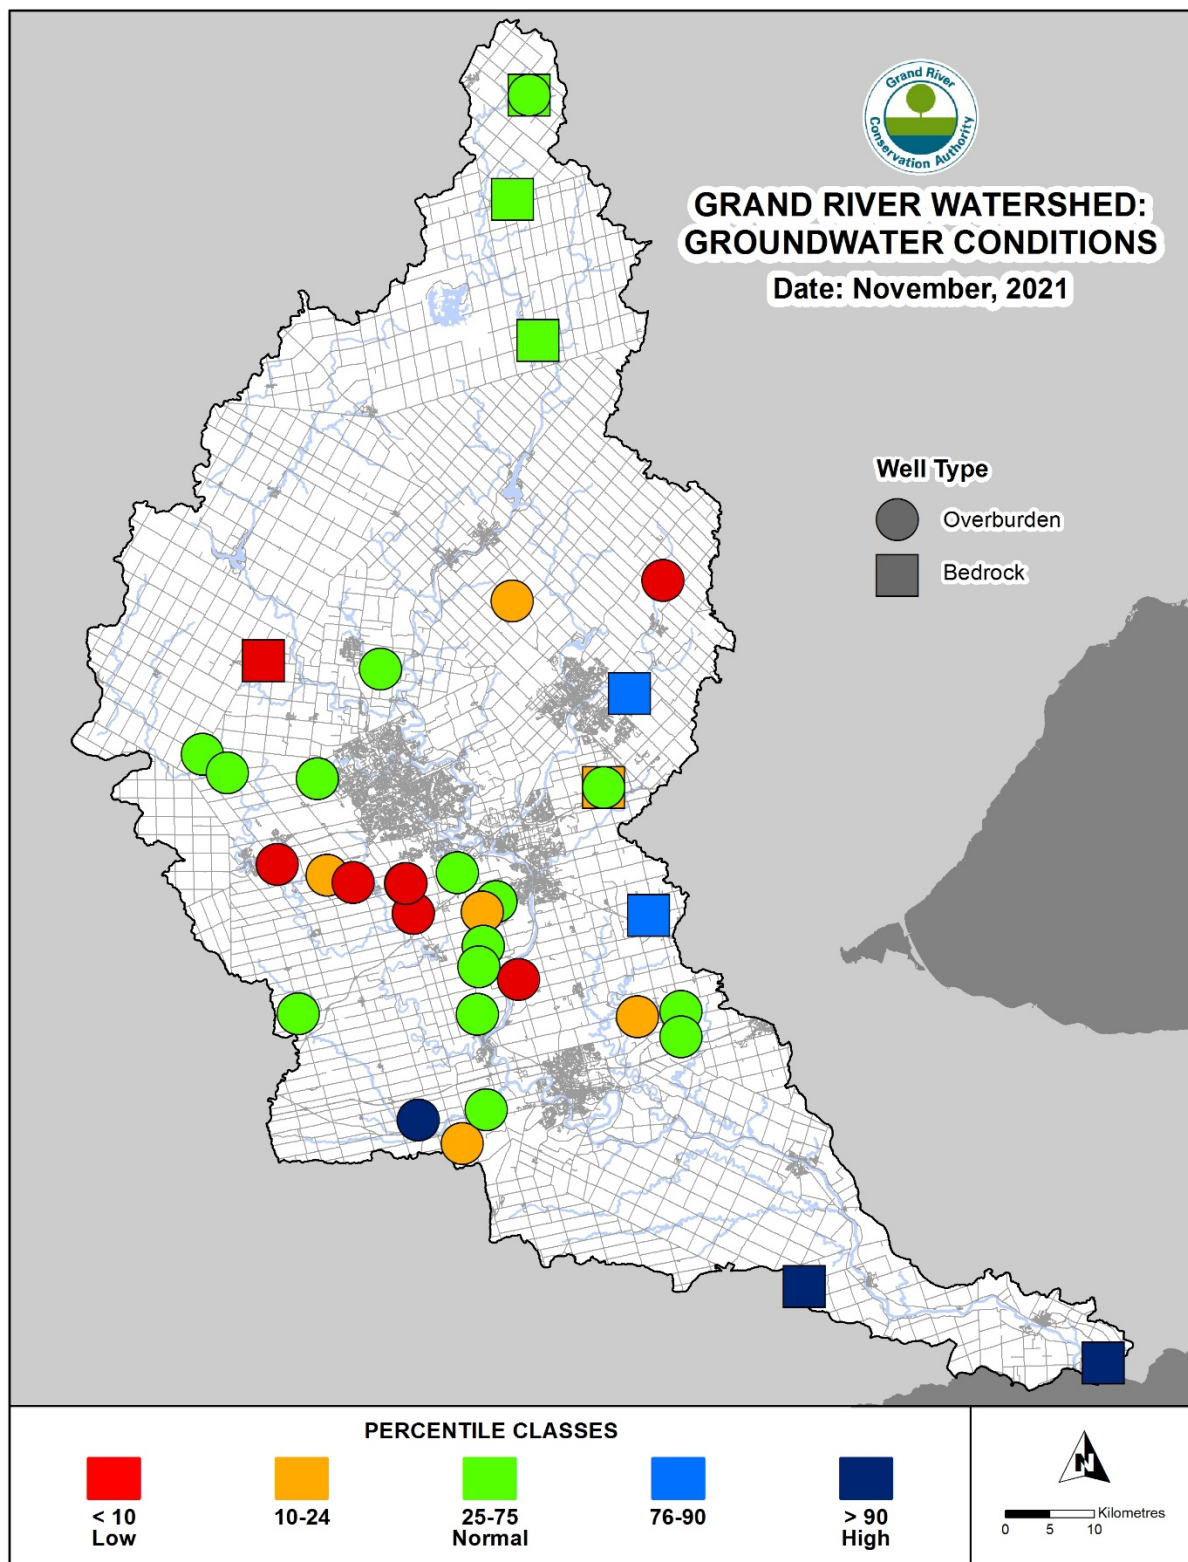 Grand River
Conservation Authority
GRAND RIVER WATERSHED:
GROUNDWATER CONDITIONS
Date: November, 2021
Well Type
Overburden
Bedrock
PERCENTILE CLASSES
< 10
Low
10-24
25-75
Normal
76-90
> 90
High
N
Kilometres
0 5 10